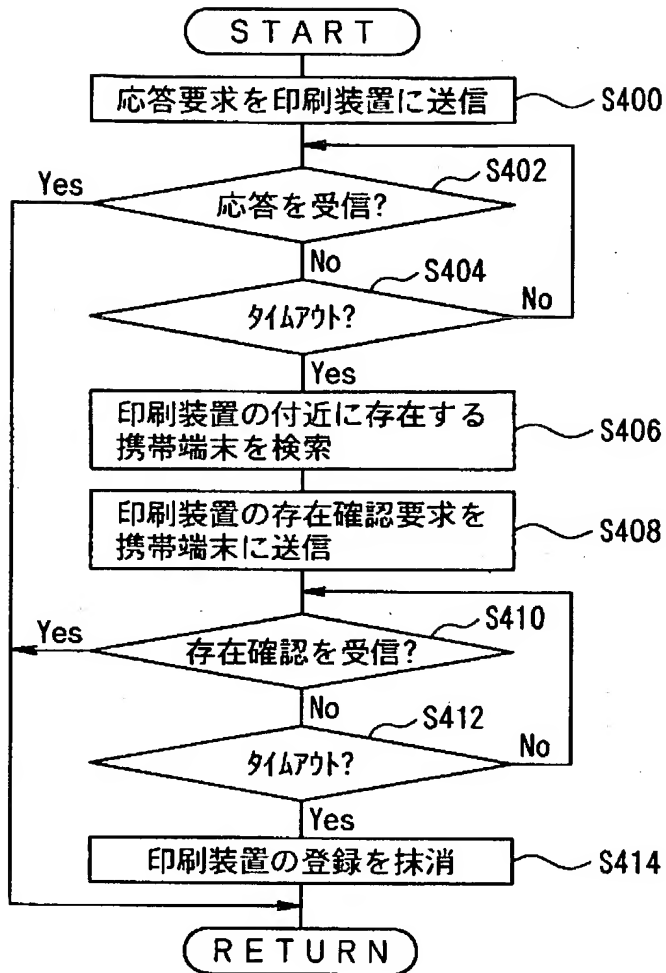 START
応答要求を印刷装置に送信
S400
Yes
S402
応答を受信?
No
S404
タイムアウト?
No
Yes
印刷装置の付近に存在する
携帯端末を検索
S406
印刷装置の存在確認要求を
携帯端末に送信
S408
Yes
S410
存在確認を受信?
No
S412
タイムアウト?
No
Yes
印刷装置の登録を抹消
S414
RETURN